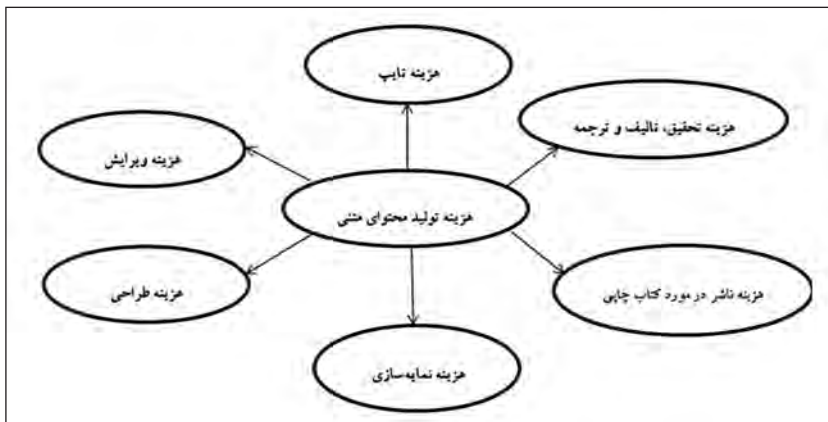 هزینه تایپ
هزینه تحقیق، تالیف و ترجمه
هزینه ویرایش
هزینه تولید محتوای متنی
هزینه طراحی
هزینه ناشر در مورد کتاب چاپی
هزینه نمایه‌سازی